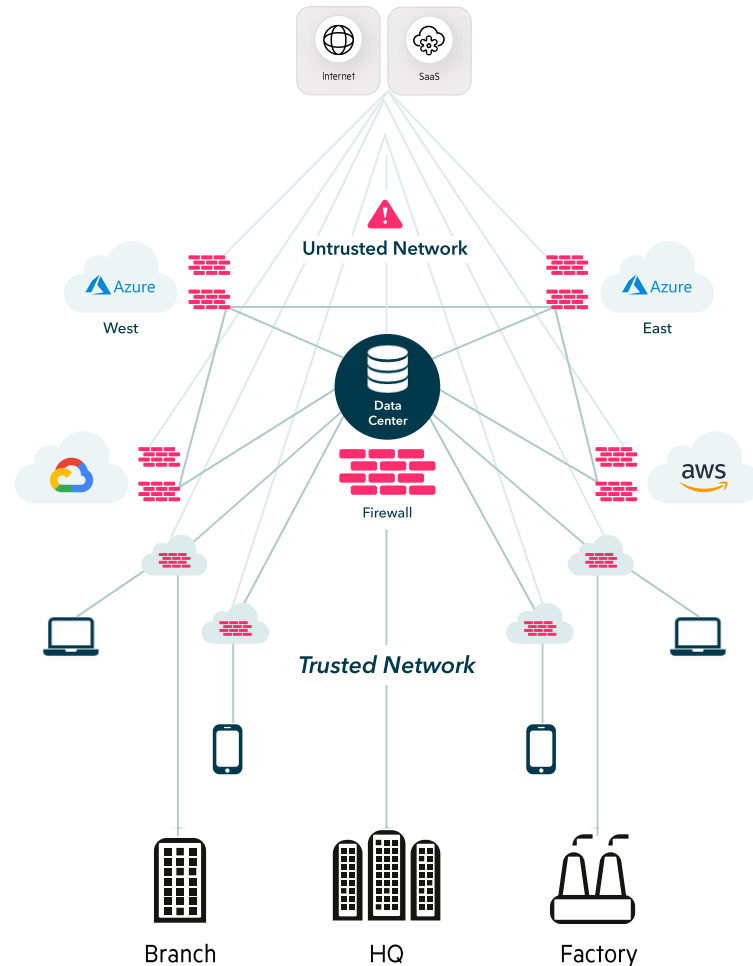 Internet
SaaS
!
Untrusted Network
Azure
Azure
West
East
Data
Center
aws
Firewall
Trusted Network
Branch
HQ
Factory